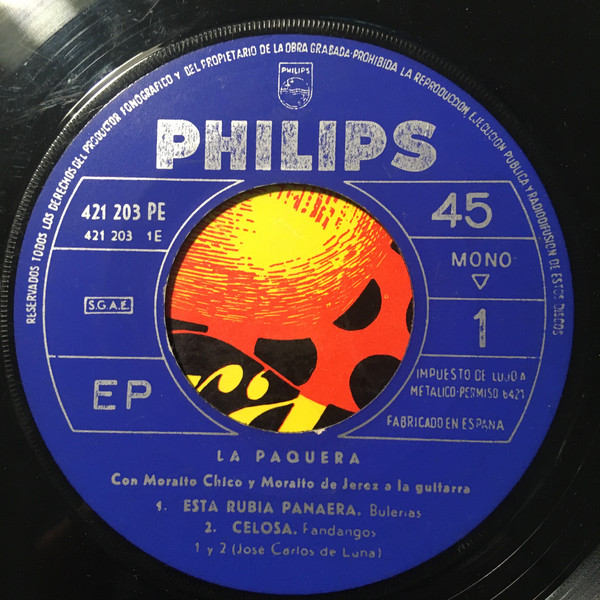 RESERVADOS TODOS LOS DERECHOS DEL PRODUCTOR FONOGRAFICO Y DEL PROPIETARIO DE LA OBRA GRABADA·PROHIBIDA LA REPRODUCCION, EJECUCION PUBLICA Y RADIODIFUSION DE ESTOS DISCOS
PHILIPS
PHILIPS
421 203 PE
421 203 1E
45
MONO
S.G.A.E.
1
EP
IMPUESTO DE LUJO A
METALICO-PERMISO 6421
FABRICADO EN ESPAÑA
LA PAQUERA
Con Moraito Chico y Moraito de Jerez a la guitarra
1. ESTA RUBIA PANAERA. Bulerias
2. CELOSA. Fandangos
1 y 2 (José Carlos de Luna)